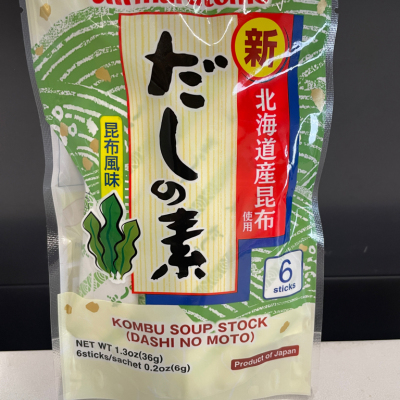 新
北海道産昆布
使用
だしの素
昆布風味
6
sticks
KOMBU SOUP STOCK
(DASHI NO MOTO)
NET WT 1.3oz(36g)
6sticks/sachet 0.2oz(6g)
Product of Japan